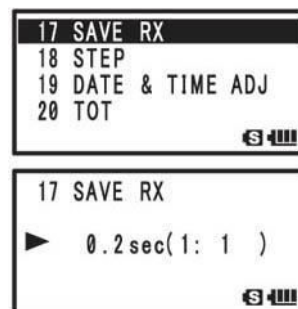 17 SAVE RX
18 STEP
19 DATE & TIME ADJ
20 TOT
S
17 SAVE RX
0.2sec(1: 1 )
S